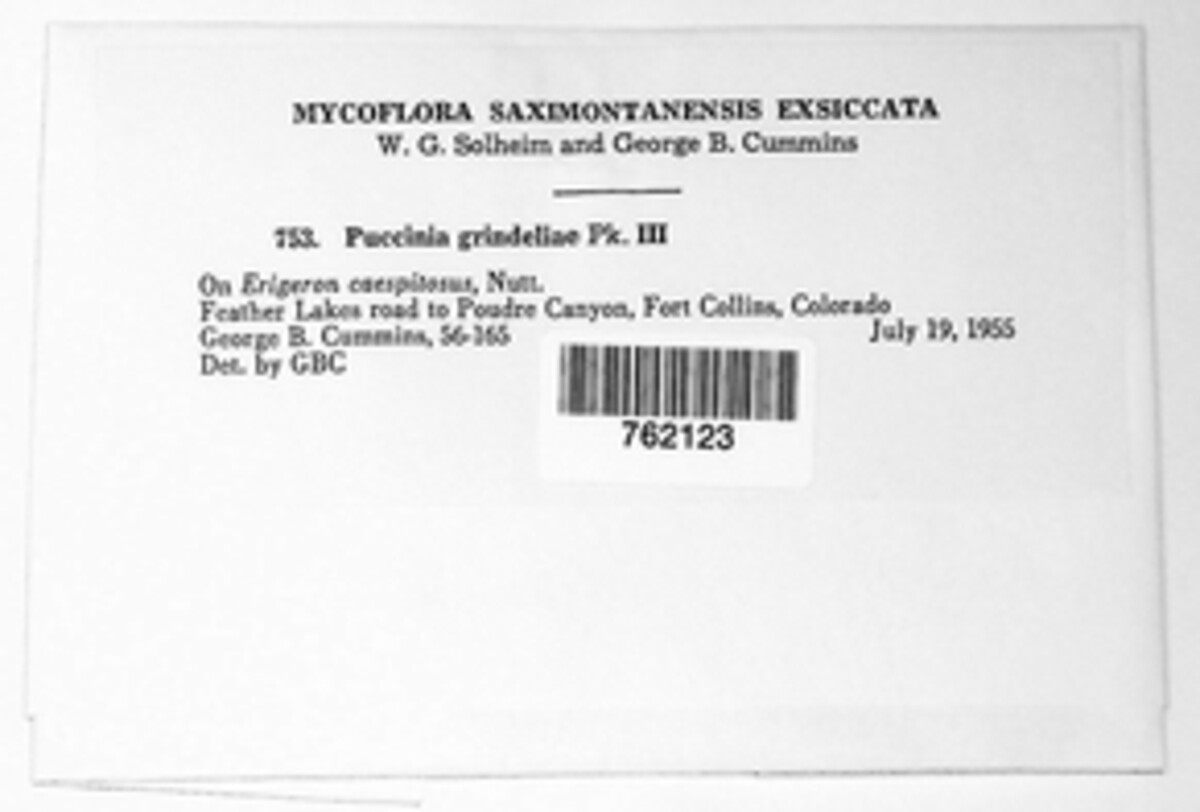 MYCOFLORA SAXIMONTANENSIS EXSICCATA
W. G. Solheim and George B. Cummins
753. Puccinia grindeliae Pk. III
On Erigeron caespitosus, Nutt.
Feather Lakes road to Poudre Canyon, Fort Collins, Colorado
George B. Cummins, 56-165 July 19, 1955
Det. by GBC
762123